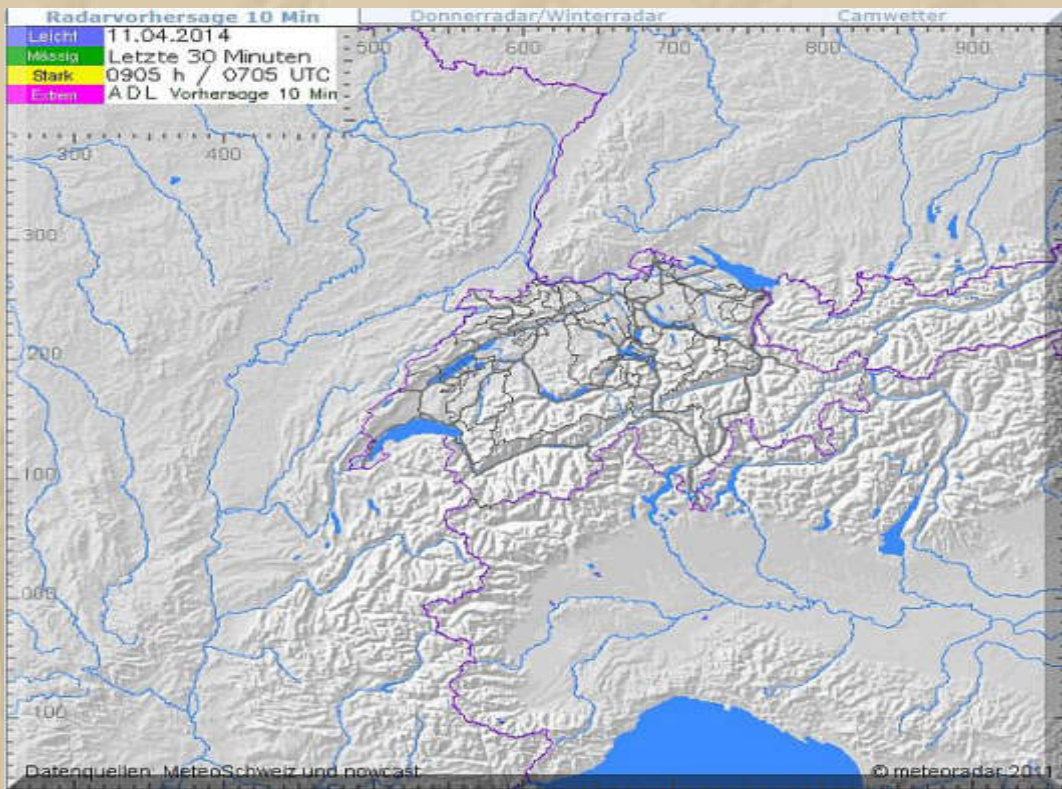 Radarvorhersage 10 Min Donnerradar/Winterradar Camwetter
Leicht 11.04.2014
Mässig Letzte 30 Minuten
Stark 0905 h / 0705 UTC
Extrem ADL Vorhersage 10 Min
500 600 700 800 900
300 400
300
200
100
000
100
Datenquellen: MeteoSchweiz und nowcast © meteoradar 2011